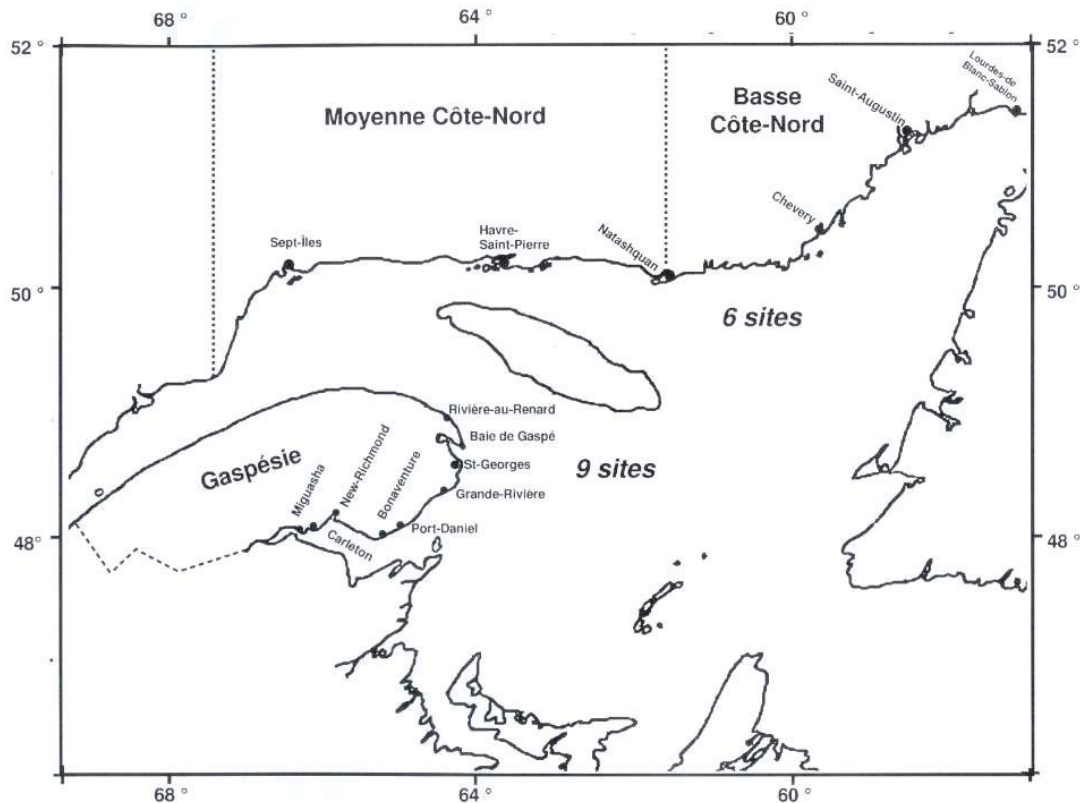 68 °
64 °
60 °
52 °
52 °
Lourdes-de
Blanc-Sablon
Saint-Augustin
Basse
Côte-Nord
Moyenne Côte-Nord
Chevery
Havre-
Saint-Pierre
Sept-Îles
Natashquan
50 °
50 °
6 sites
Rivière-au-Renard
Baie de Gaspé
St-Georges
9 sites
Gaspésie
Grande-Rivière
Miguasha
New-Richmond
Bonaventure
Port-Daniel
Carleton
48°
48 °
68 °
64 °
60 °